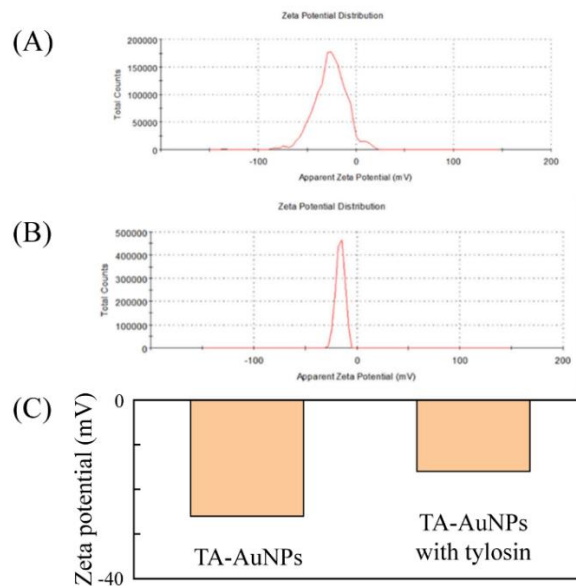 (A)
Zeta Potential Distribution
Total Counts
200000
150000
100000
50000
0
-100
0
100
200
Apparent Zeta Potential (mV)
(B)
Zeta Potential Distribution
Total Counts
500000
400000
300000
200000
100000
0
-100
0
100
200
Apparent Zeta Potential (mV)
(C)
Zeta potential (mV)
0
-40
TA-AuNPs
TA-AuNPs
with tylosin